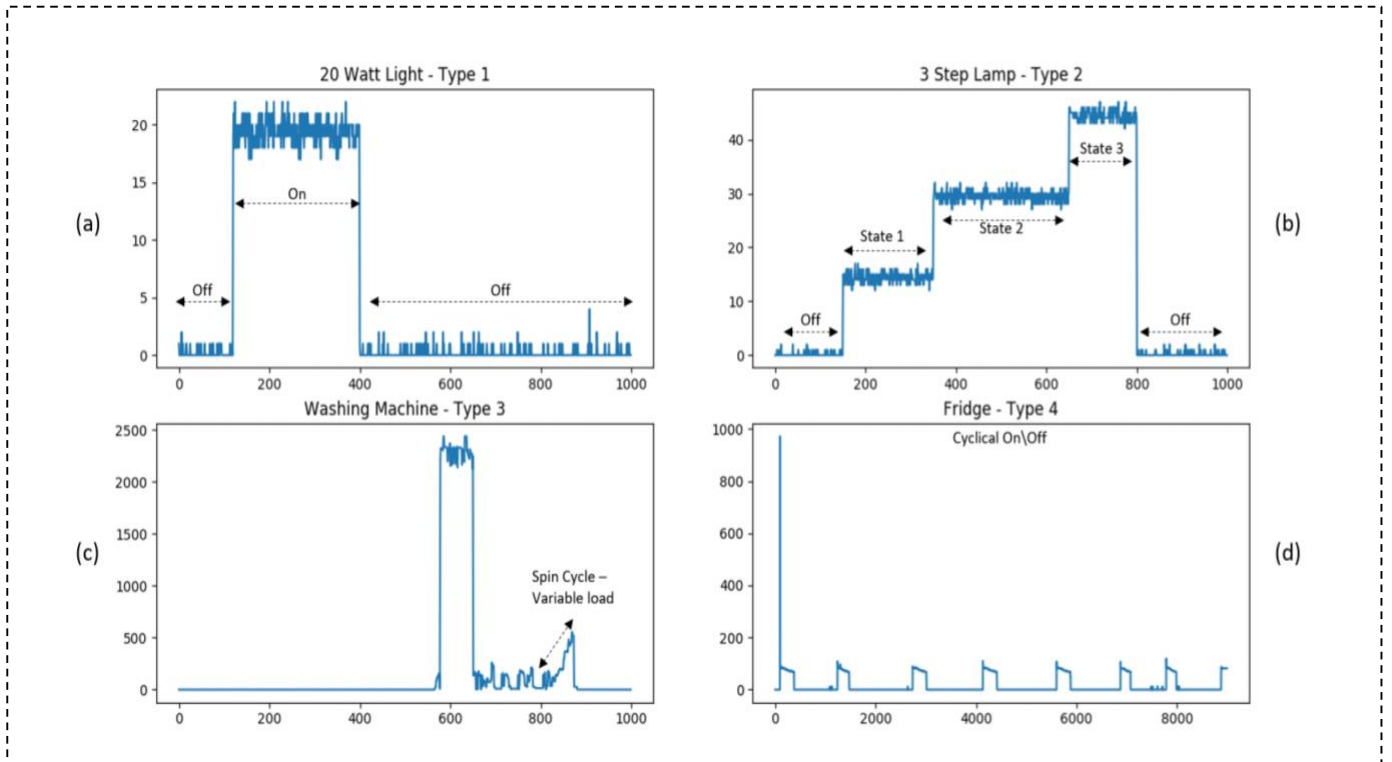 20 Watt Light - Type 1
20
15
10
5
0
On
Off
Off
0
200
400
600
800
1000
(a)
3 Step Lamp - Type 2
40
30
20
10
0
State 3
State 1
State 2
Off
Off
0
200
400
600
800
1000
(b)
Washing Machine - Type 3
2500
2000
1500
1000
500
0
Spin Cycle –
Variable load
0
200
400
600
800
1000
(c)
Fridge - Type 4
Cyclical On\Off
1000
800
600
400
200
0
0
2000
4000
6000
8000
(d)